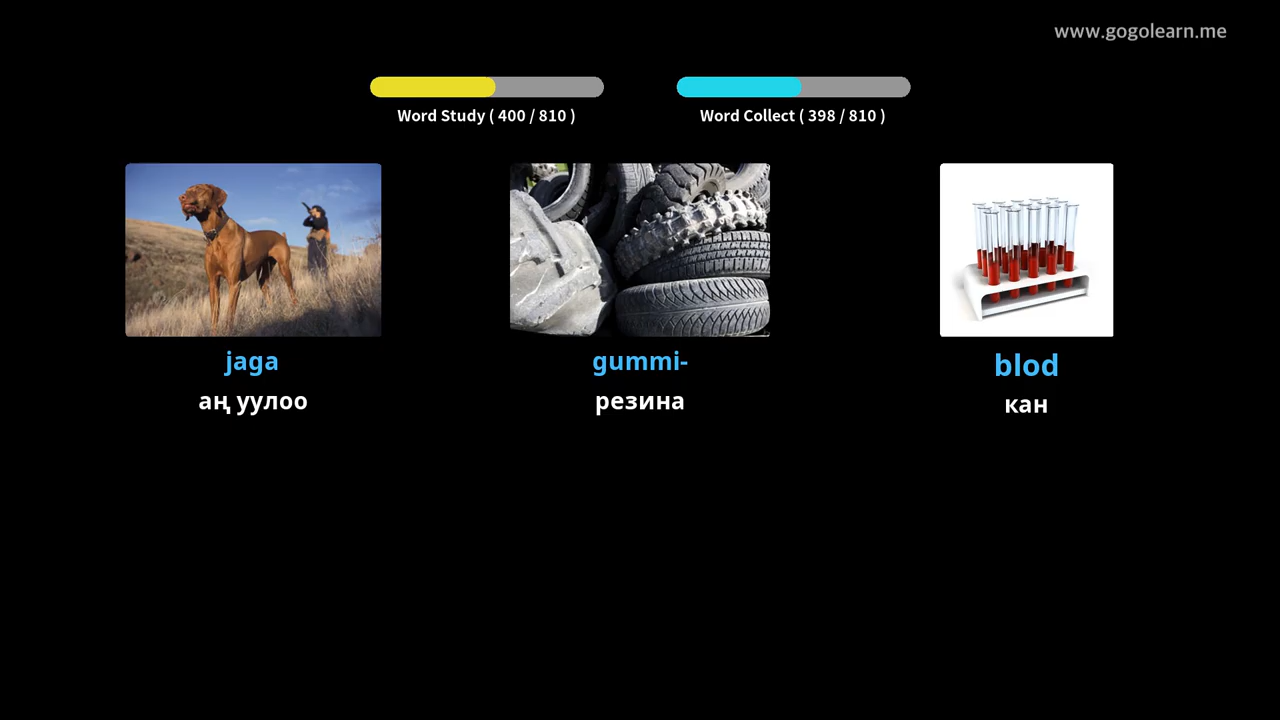 www.gogolearn.me
Word Study ( 400 / 810 )
Word Collect ( 398 / 810 )
jaga
аң уулоо
gummi-
резина
blod
кан